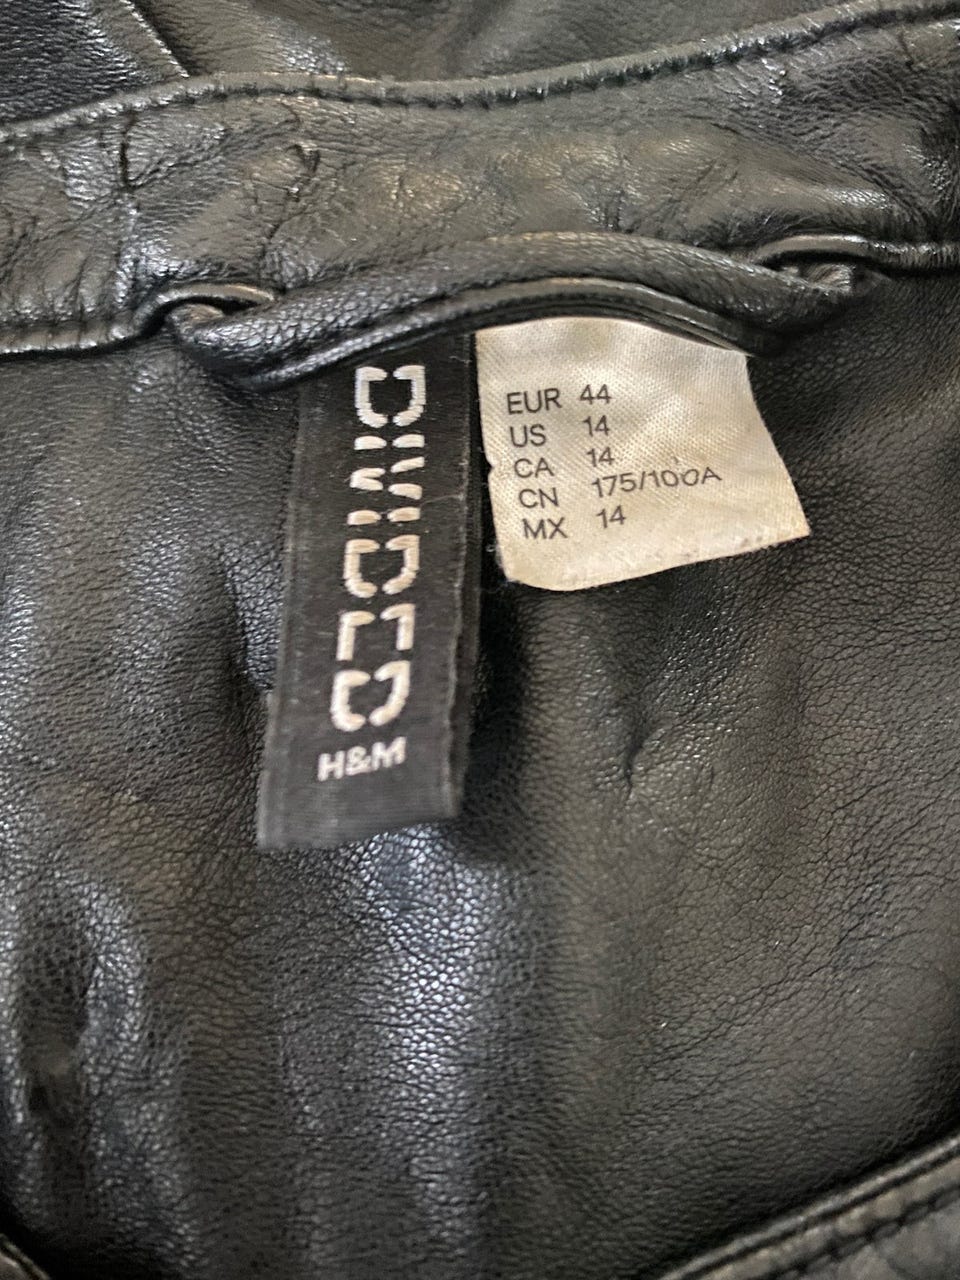 DIVIDED
H&M
EUR 44
US 14
CA 14
CN 175/100A
MX 14